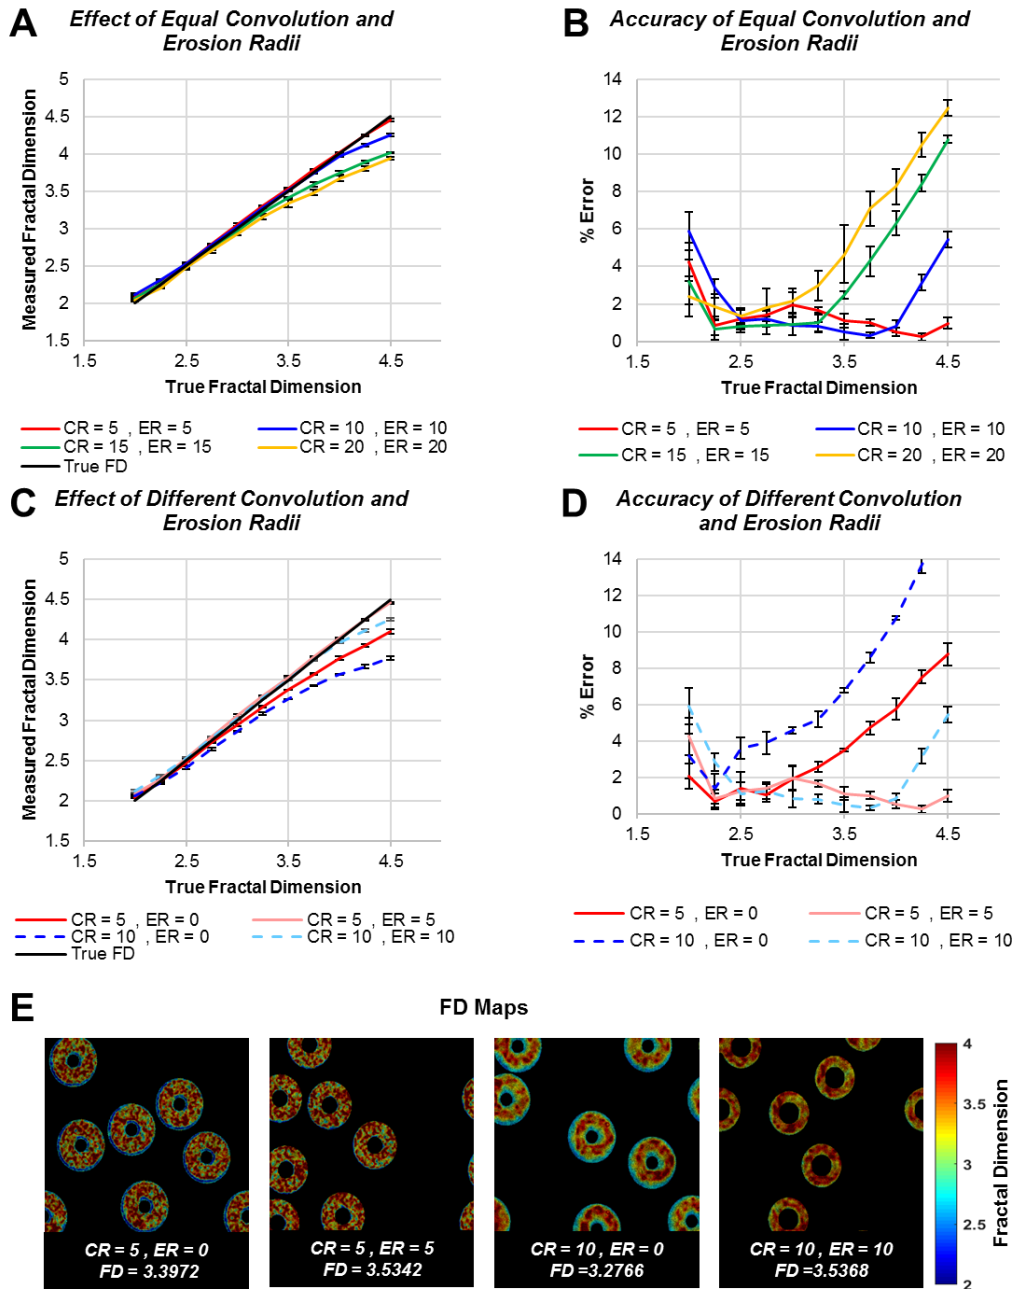 A
Effect of Equal Convolution and
Erosion Radii
Measured Fractal Dimension
5
4.5
4
3.5
3
2.5
2
1.5
1.5
2.5
3.5
4.5
True Fractal Dimension
CR = 5 , ER = 5
CR = 10 , ER = 10
CR = 15 , ER = 15
CR = 20 , ER = 20
True FD
B
Accuracy of Equal Convolution and
Erosion Radii
% Error
14
12
10
8
6
4
2
0
1.5
2.5
3.5
4.5
True Fractal Dimension
CR = 5 , ER = 5
CR = 10 , ER = 10
CR = 15 , ER = 15
CR = 20 , ER = 20
C
Effect of Different Convolution and
Erosion Radii
Measured Fractal Dimension
5
4.5
4
3.5
3
2.5
2
1.5
1.5
2.5
3.5
4.5
True Fractal Dimension
CR = 5 , ER = 0
CR = 5 , ER = 5
CR = 10 , ER = 0
CR = 10 , ER = 10
True FD
D
Accuracy of Different Convolution
and Erosion Radii
% Error
14
12
10
8
6
4
2
0
1.5
2.5
3.5
4.5
True Fractal Dimension
CR = 5 , ER = 0
CR = 5 , ER = 5
CR = 10 , ER = 0
CR = 10 , ER = 10
E
FD Maps
CR = 5 , ER = 0
FD = 3.3972
CR = 5 , ER = 5
FD = 3.5342
CR = 10 , ER = 0
FD =3.2766
CR = 10 , ER = 10
FD =3.5368
4
3.5
3
2.5
2
Fractal Dimension